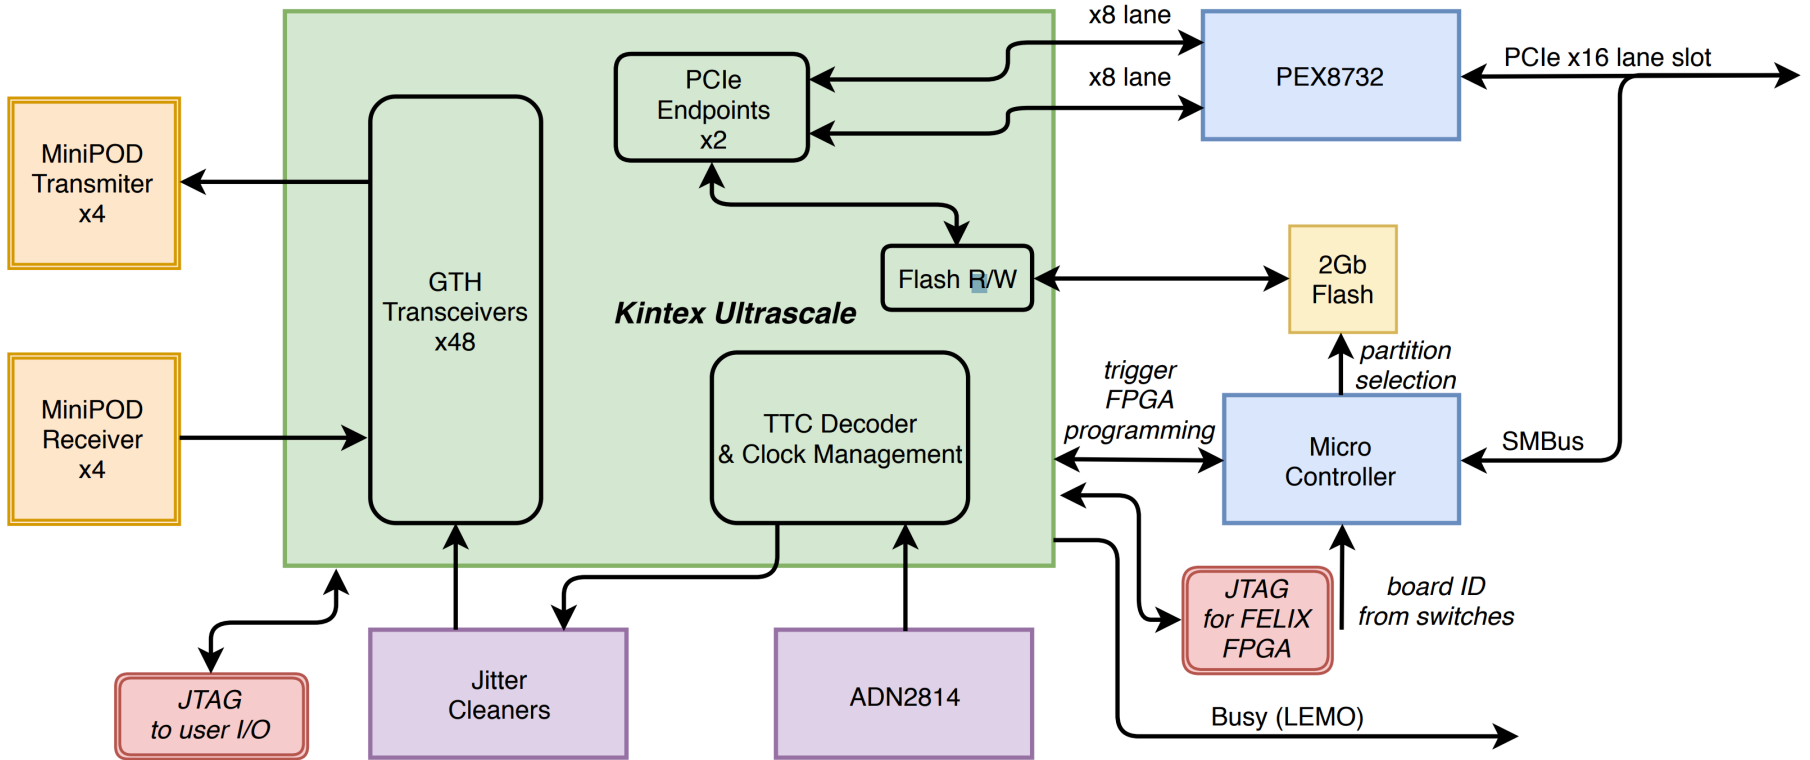 x8 lane
x8 lane
PCIe
Endpoints
x2
PEX8732
PCIe x16 lane slot
MiniPOD
Transmiter
x4
GTH
Transceivers
x48
Flash R/W
2Gb
Flash
Kintex Ultrascale
partition
selection
trigger
FPGA
programming
MiniPOD
Receiver
x4
TTC Decoder
& Clock Management
Micro
Controller
SMBus
JTAG
for FELIX
FPGA
board ID
from switches
JTAG
to user I/O
Jitter
Cleaners
ADN2814
Busy (LEMO)